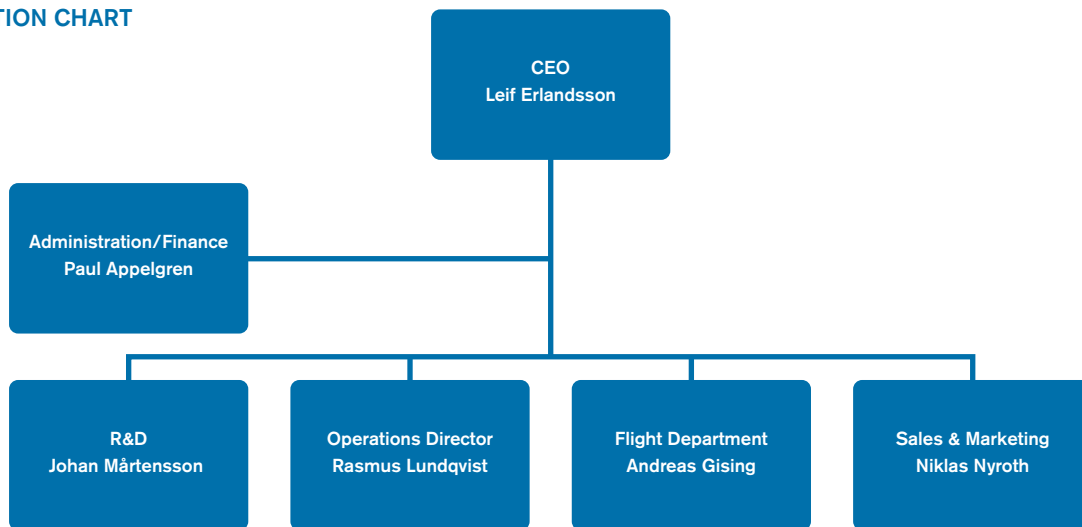 TION CHART
CEO
Leif Erlandsson
Administration/Finance
Paul Appelgren
R&D
Johan Mårtensson
Operations Director
Rasmus Lundqvist
Flight Department
Andreas Gising
Sales & Marketing
Niklas Nyroth